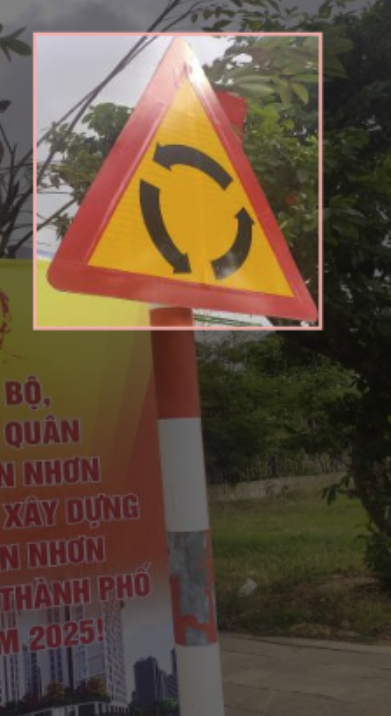 BỘ,
QUÂN
N NHƠN
XÂY DỰNG
N NHƠN
THÀNH PHỐ
M 2025!